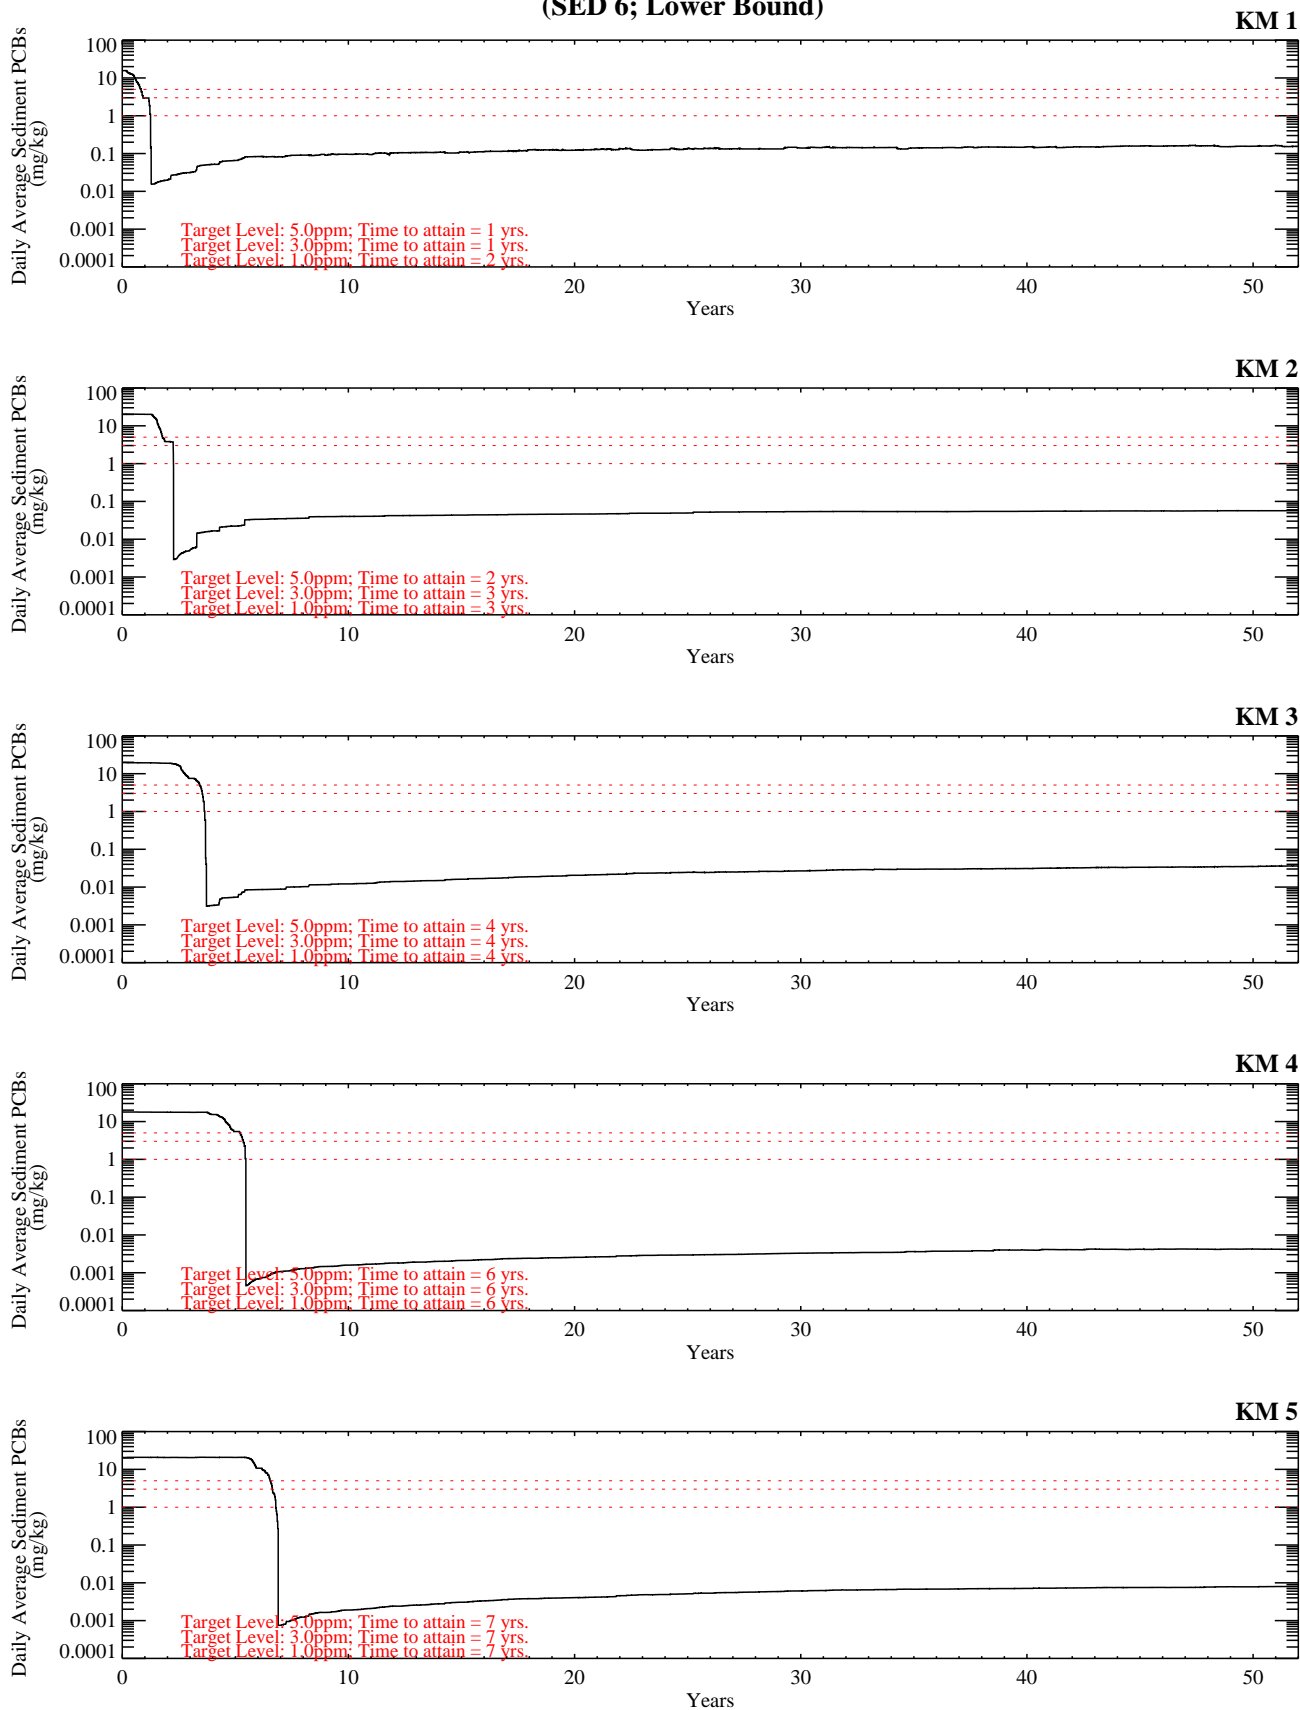 (SED 6; Lower Bound)
KM 1
Daily Average Sediment PCBs
(mg/kg)
100
10
1
0.1
0.01
0.001
0.0001
Target Level: 5.0ppm; Time to attain = 1 yrs.
Target Level: 3.0ppm; Time to attain = 1 yrs.
Target Level: 1.0ppm; Time to attain = 2 yrs.
0 10 20 30 40 50
Years
KM 2
Daily Average Sediment PCBs
(mg/kg)
100
10
1
0.1
0.01
0.001
0.0001
Target Level: 5.0ppm; Time to attain = 2 yrs.
Target Level: 3.0ppm; Time to attain = 3 yrs.
Target Level: 1.0ppm; Time to attain = 3 yrs.
0 10 20 30 40 50
Years
KM 3
Daily Average Sediment PCBs
(mg/kg)
100
10
1
0.1
0.01
0.001
0.0001
Target Level: 5.0ppm; Time to attain = 4 yrs.
Target Level: 3.0ppm; Time to attain = 4 yrs.
Target Level: 1.0ppm; Time to attain = 4 yrs.
0 10 20 30 40 50
Years
KM 4
Daily Average Sediment PCBs
(mg/kg)
100
10
1
0.1
0.01
0.001
0.0001
Target Level: 5.0ppm; Time to attain = 6 yrs.
Target Level: 3.0ppm; Time to attain = 6 yrs.
Target Level: 1.0ppm; Time to attain = 6 yrs.
0 10 20 30 40 50
Years
KM 5
Daily Average Sediment PCBs
(mg/kg)
100
10
1
0.1
0.01
0.001
0.0001
Target Level: 5.0ppm; Time to attain = 7 yrs.
Target Level: 3.0ppm; Time to attain = 7 yrs.
Target Level: 1.0ppm; Time to attain = 7 yrs.
0 10 20 30 40 50
Years